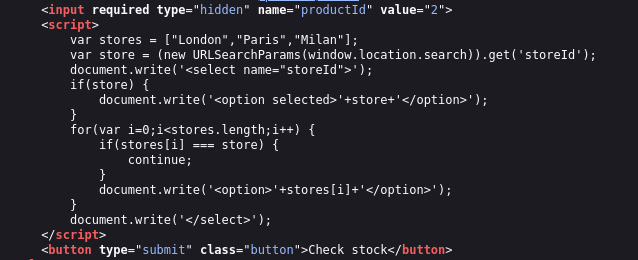 <input required type="hidden" name="productId" value="2">
<script>
var stores = ["London","Paris","Milan"];
var store = (new URLSearchParams(window.location.search)).get('storeId');
document.write('<select name="storeId">');
if(store) {
document.write('<option selected>'+store+'</option>');
}
for(var i=0;i<stores.length;i++) {
if(stores[i] === store) {
continue;
}
document.write('<option>'+stores[i]+'</option>');
}
document.write('</select>');
</script>
<button type="submit" class="button">Check stock</button>